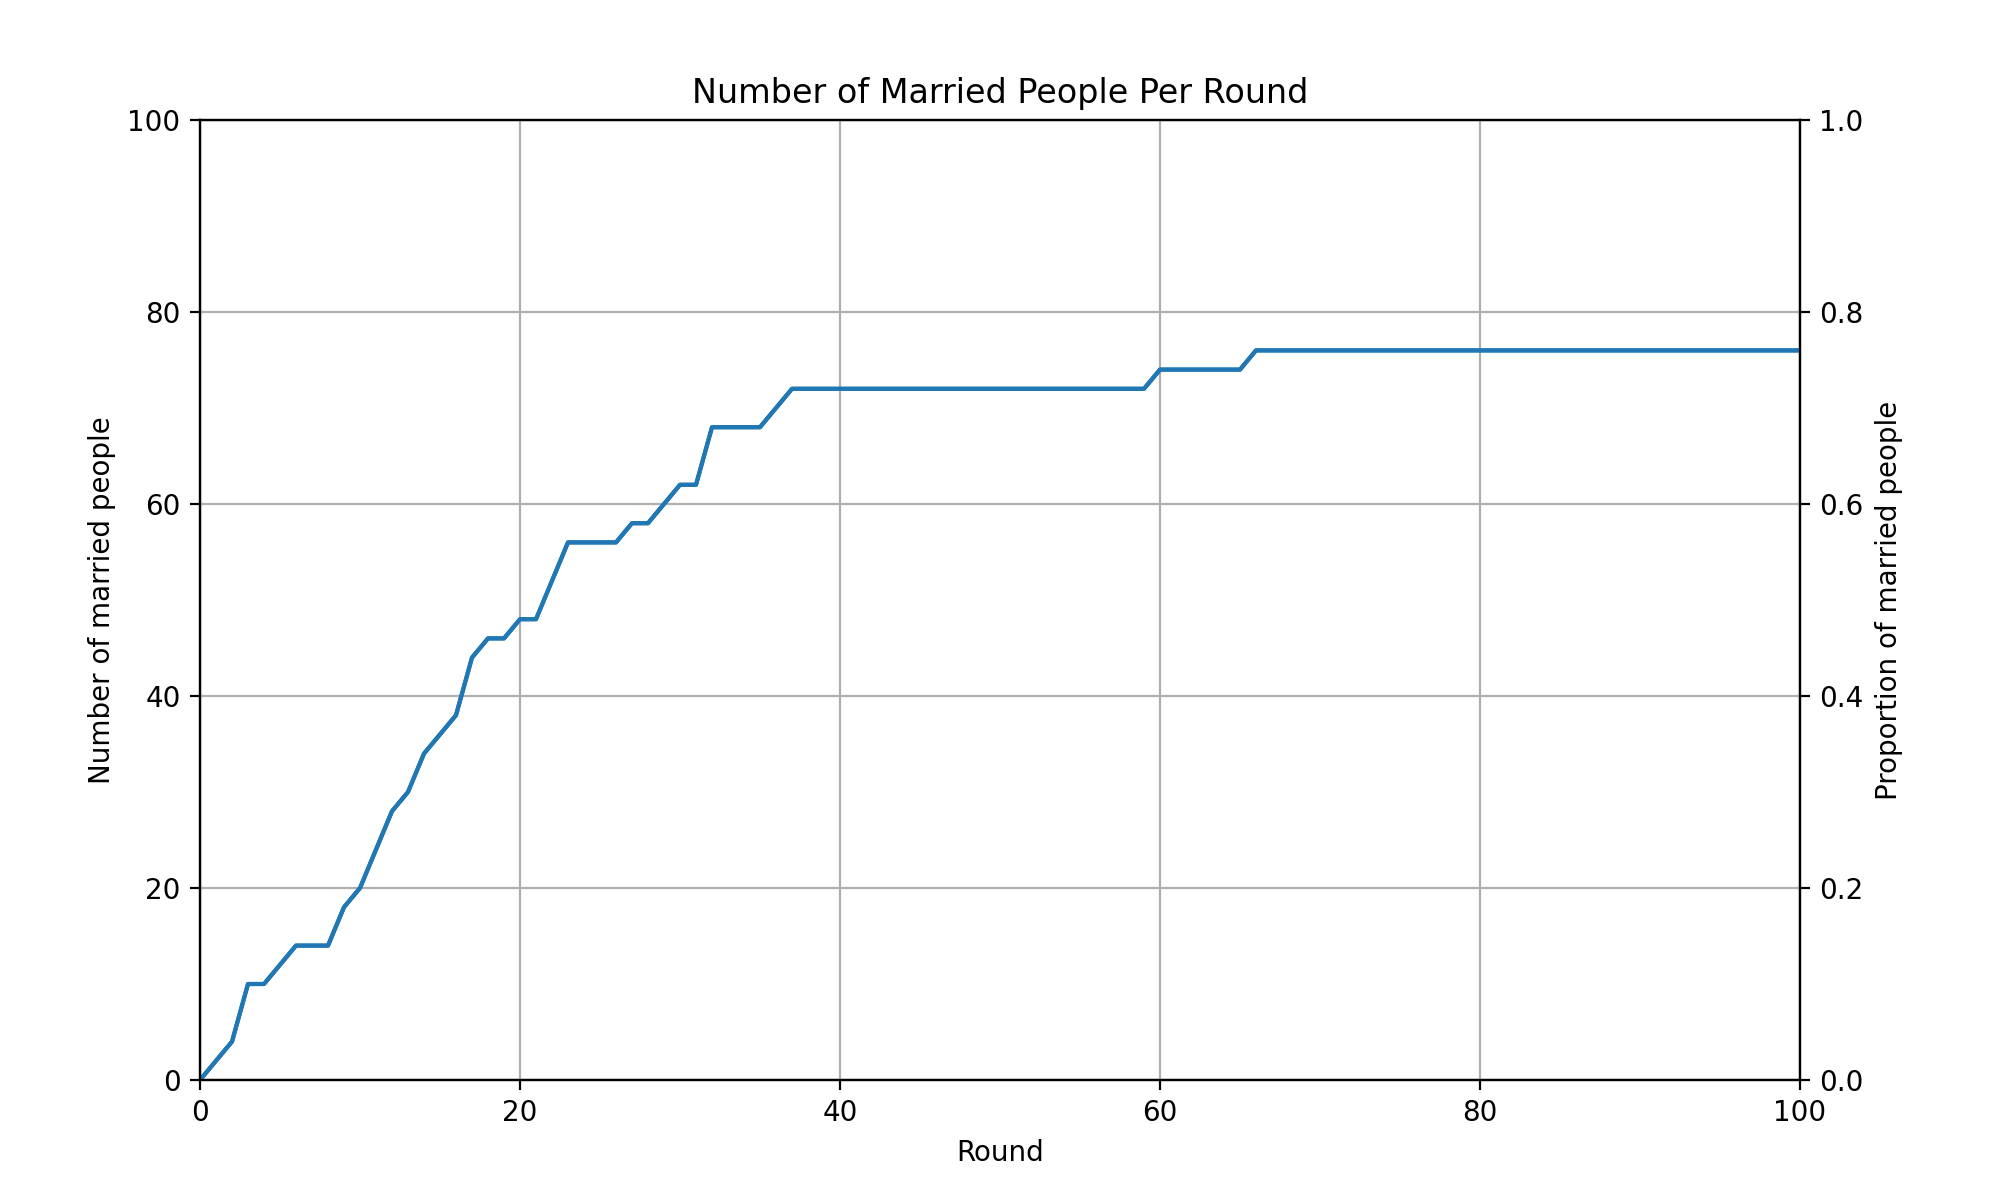 Number of Married People Per Round
100
80
60
40
20
0
Number of married people
1.0
0.8
0.6
0.4
0.2
0.0
Proportion of married people
0 20 40 60 80 100
Round